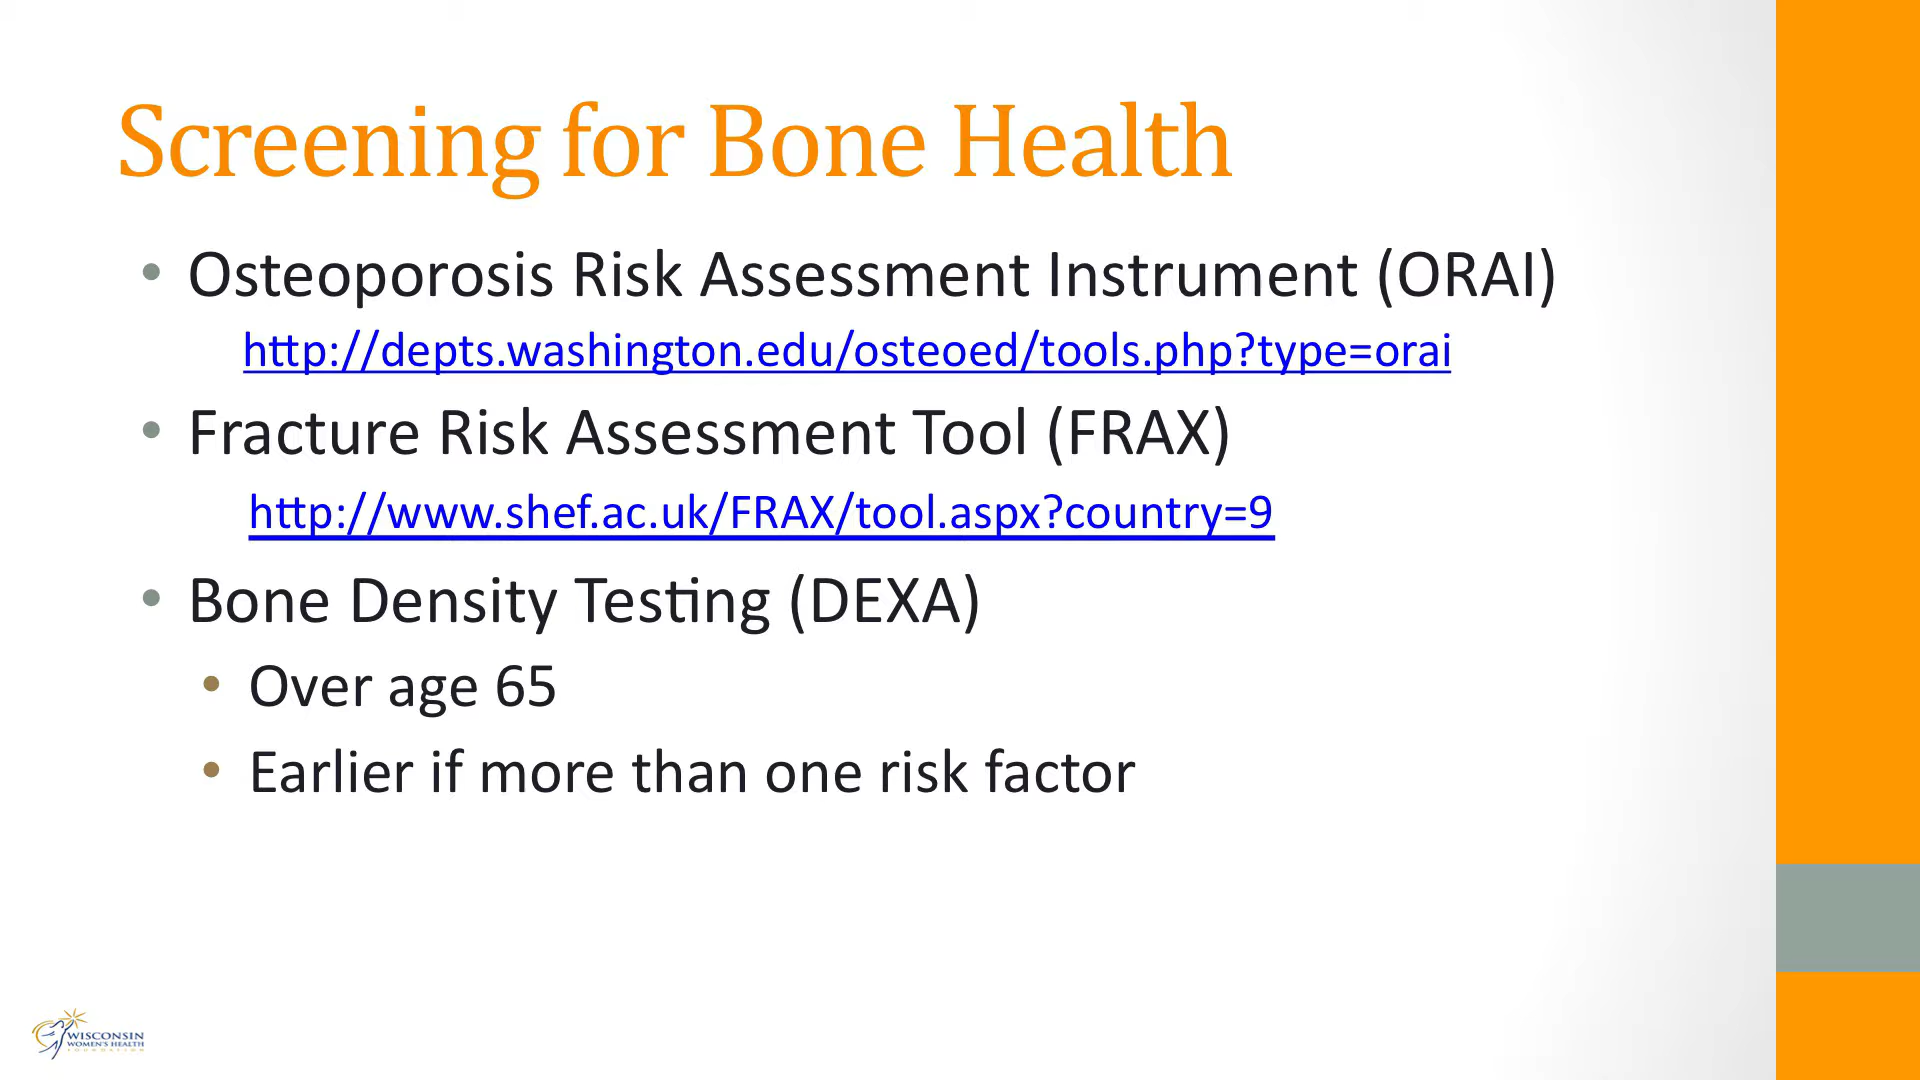 Screening for Bone Health
• Osteoporosis Risk Assessment Instrument (ORAI)
http://depts.washington.edu/osteoed/tools.php?type=orai
• Fracture Risk Assessment Tool (FRAX)
http://www.shef.ac.uk/FRAX/tool.aspx?country=9
• Bone Density Testing (DEXA)
• Over age 65
• Earlier if more than one risk factor
WISCONSIN
WOMEN'S HEALTH
FOUNDATION